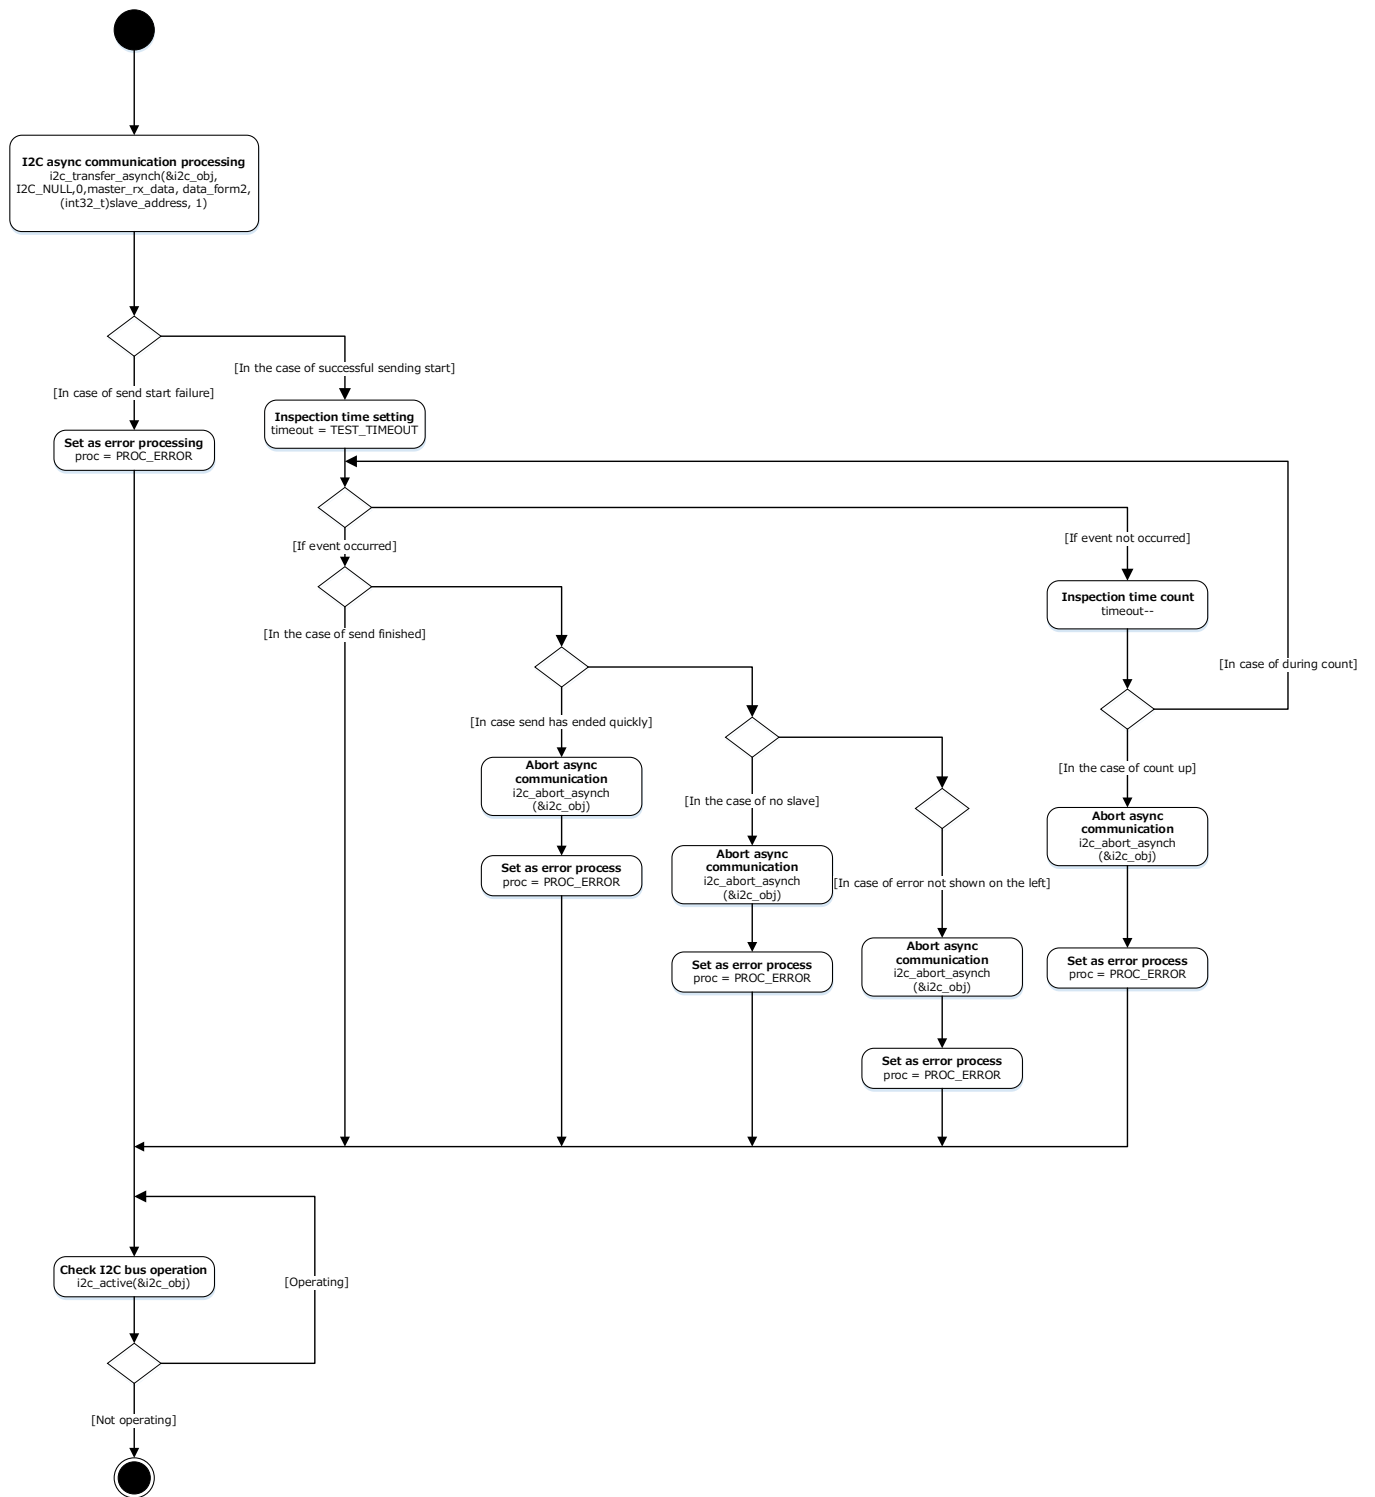 I2C async communication processing
i2c_transfer_asynch(&i2c_obj,
I2C_NULL,0,master_rx_data, data_form2,
(int32_t)slave_address, 1)
[In the case of successful sending start]
[In case of send start failure]
Inspection time setting
timeout = TEST_TIMEOUT
Set as error processing
proc = PROC_ERROR
[If event occurred]
[If event not occurred]
Inspection time count
timeout--
[In the case of send finished]
[In case of during count]
[In case send has ended quickly]
Abort async
communication
i2c_abort_asynch
(&i2c_obj)
[In the case of count up]
[In the case of no slave]
Abort async
communication
i2c_abort_asynch
(&i2c_obj)
Set as error process
proc = PROC_ERROR
Abort async
communication
i2c_abort_asynch
(&i2c_obj)
[In case of error not shown on the left]
Abort async
communication
i2c_abort_asynch
(&i2c_obj)
Set as error process
proc = PROC_ERROR
Set as error process
proc = PROC_ERROR
Set as error process
proc = PROC_ERROR
Check I2C bus operation
i2c_active(&i2c_obj)
[Operating]
[Not operating]